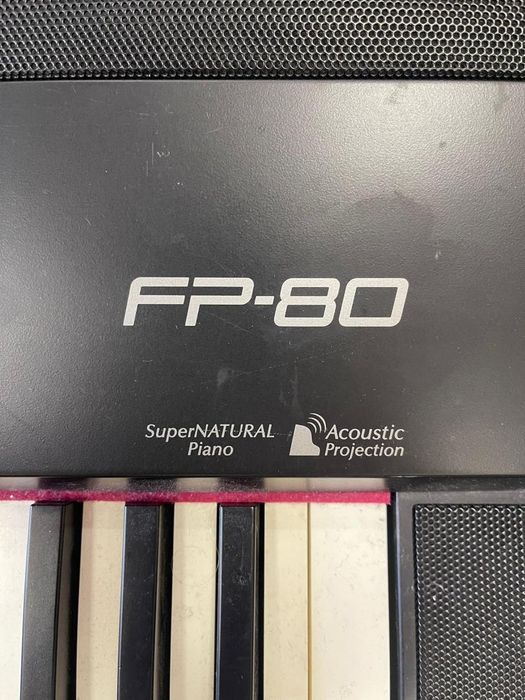 FP-80
SuperNATURAL
Piano
Acoustic
Projection